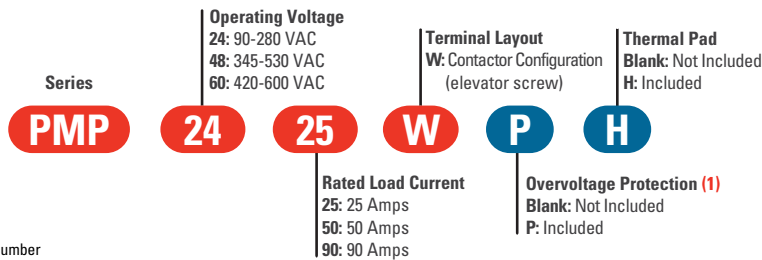 Operating Voltage
24: 90-280 VAC
48: 345-530 VAC
60: 420-600 VAC
Terminal Layout
W: Contactor Configuration
(elevator screw)
Thermal Pad
Blank: Not Included
H: Included
Series
PMP 24 25 W P H
Rated Load Current
25: 25 Amps
50: 50 Amps
90: 90 Amps
Overvoltage Protection (1)
Blank: Not Included
P: Included